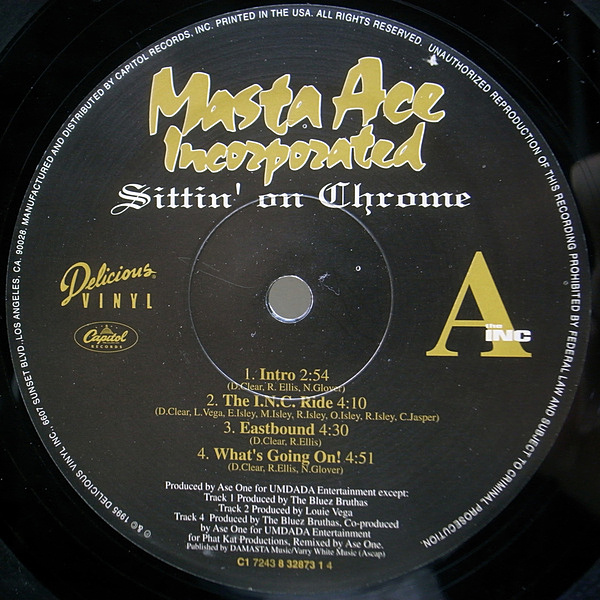 6607 SUNSET BLVD., LOS ANGELES, CA. 90028. MANUFACTURED AND DISTRIBUTED BY CAPITOL RECORDS, INC. PRINTED IN THE USA. ALL RIGHTS RESERVED. UNAUTHORIZED REPRODUCTION OF THIS RECORDING PROHIBITED BY FEDERAL LAW AND SUBJECT TO CRIMINAL PROSECUTION.
℗ & © 1995 DELICIOUS VINYL INC.,
Masta Ace
Incorporated
Sittin' on Chrome
Delicious
VINYL
Capitol
RECORDS
A
the
INC
1. Intro 2:54
(D.Clear, R. Ellis, N.Glover)
2. The I.N.C. Ride 4:10
(D.Clear, L.Vega, E.Isley, M.Isley, R.Isley, O.Isley, R.Isley, C.Jasper)
3. Eastbound 4:30
(D.Clear, R.Ellis)
4. What's Going On! 4:51
(D.Clear, R.Ellis, N.Glover)
Produced by Ase One for UMDADA Entertainment except:
Track 1 Produced by The Bluez Bruthas
Track 2 Produced by Louie Vega
Track 4 Produced by The Bluez Bruthas, Co-produced
by Ase One for UMDADA Entertainment
for Phat Kat Productions, Remixed by Ase One.
Published by DAMASTA Music/Varry White Music (Ascap)
C1 7243 8 32873 1 4